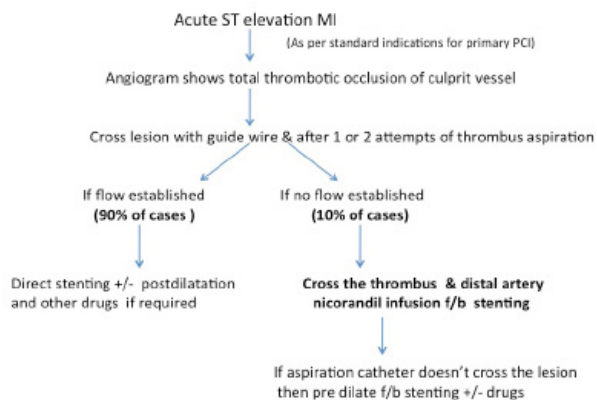 Acute ST elevation MI
(As per standard indications for primary PCI)
Angiogram shows total thrombotic occlusion of culprit vessel
Cross lesion with guide wire & after 1 or 2 attempts of thrombus aspiration
If flow established
(90% of cases )
If no flow established
(10% of cases)
Direct stenting +/- postdilatation
and other drugs if required
Cross the thrombus & distal artery
nicorandil infusion f/b stenting
If aspiration catheter doesn't cross the lesion
then pre dilate f/b stenting +/- drugs